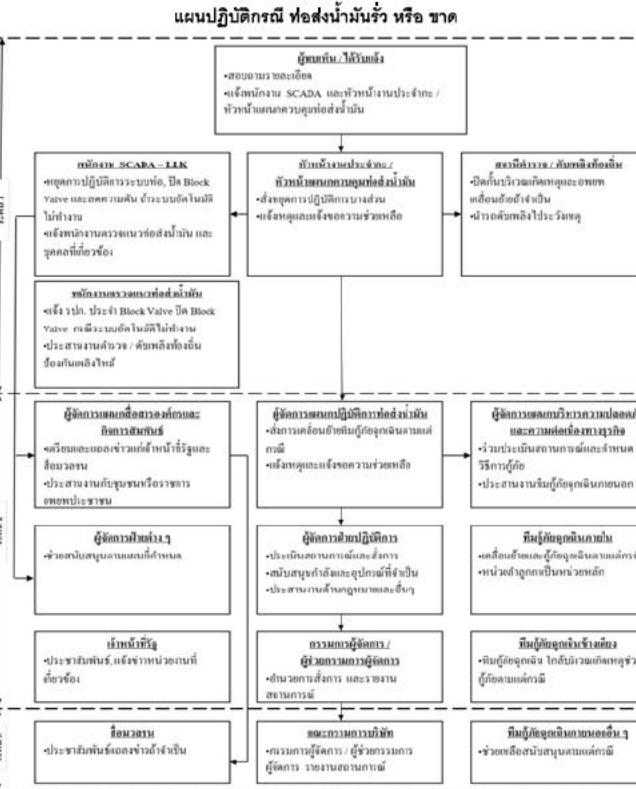 แผนปฏิบัติกรณี ท่อส่งน้ำมันรั่ว หรือ ขาด
ผู้พบเห็น / ได้รับแจ้ง
•สอบถามรายละเอียด
•แจ้งพนักงาน SCADA และหัวหน้างานประจำกะ /
หัวหน้าแผนกควบคุมท่อส่งน้ำมัน
พนักงาน SCADA – LLK
•หยุดการปฏิบัติการระบบท่อ, ปิด Block
Valve และลดความดัน ถ้าระบบอัตโนมัติ
ไม่ทำงาน
•แจ้งพนักงานตรวจแนวท่อส่งน้ำมัน และ
บุคคลที่เกี่ยวข้อง
หัวหน้างานประจำกะ /
หัวหน้าแผนกควบคุมท่อส่งน้ำมัน
•สั่งหยุดการปฏิบัติการบางส่วน
•แจ้งเหตุและแจ้งขอความช่วยเหลือ
สถานีตำรวจ / ดับเพลิงท้องถิ่น
•ปิดกั้นบริเวณเกิดเหตุและอพยพ
เคลื่อนย้ายถ้าจำเป็น
•นำรถดับเพลิงไประวังเหตุ
พนักงานตรวจแนวท่อส่งน้ำมัน
•แจ้ง รปภ. ประจำ Block Valve ปิด Block
Valve กรณีระบบอัตโนมัติไม่ทำงาน
•ประสานงานตำรวจ / ดับเพลิงท้องถิ่น
ป้องกันเพลิงไหม้
ผู้จัดการแผนกสื่อสารองค์กรและ
กิจการสัมพันธ์
•เตรียมและแถลงข่าวแก่เจ้าหน้าที่รัฐและ
สื่อมวลชน
•ประสานงานกับชุมชนหรือราชการ
อพยพประชาชน
ผู้จัดการแผนกปฏิบัติการท่อส่งน้ำมัน
•สั่งการเคลื่อนย้ายทีมกู้ภัยฉุกเฉินตามแต่
กรณี
•แจ้งเหตุและแจ้งขอความช่วยเหลือ
ผู้จัดการแผนกบริหารความปลอดภัย
และความต่อเนื่องทางธุรกิจ
•ร่วมประเมินสถานการณ์และกำหนด
วิธีการกู้ภัย
•ประสานงานทีมกู้ภัยฉุกเฉินภายนอก
ผู้จัดการฝ่ายต่าง ๆ
•ช่วยสนับสนุนตามแผนที่กำหนด
ผู้จัดการฝ่ายปฏิบัติการ
•ประเมินสถานการณ์และสั่งการ
•สนับสนุนกำลังและอุปกรณ์ที่จำเป็น
•ประสานงานด้านกฎหมายและอื่นๆ
ทีมกู้ภัยฉุกเฉินภายใน
•เคลื่อนย้ายและกู้ภัยฉุกเฉินตามแต่กรณี
•หน่วยลำลูกกาเป็นหน่วยหลัก
เจ้าหน้าที่รัฐ
•ประชาสัมพันธ์, แจ้งข่าวหน่วยงานที่
เกี่ยวข้อง
กรรมการผู้จัดการ /
ผู้ช่วยกรรมการผู้จัดการ
•อำนวยการสั่งการ และรายงาน
สถานการณ์
ทีมกู้ภัยฉุกเฉินข้างเคียง
•ทีมกู้ภัยฉุกเฉิน ใกล้บริเวณเกิดเหตุช่วย
กู้ภัยตามแต่กรณี
สื่อมวลชน
•ประชาสัมพันธ์แถลงข่าวถ้าจำเป็น
คณะกรรมการบริษัท
•กรรมการผู้จัดการ / ผู้ช่วยกรรมการ
ผู้จัดการ รายงานสถานการณ์
ทีมกู้ภัยฉุกเฉินภายนออื่น ๆ
•ช่วยเหลือสนับสนุนตามแต่กรณี